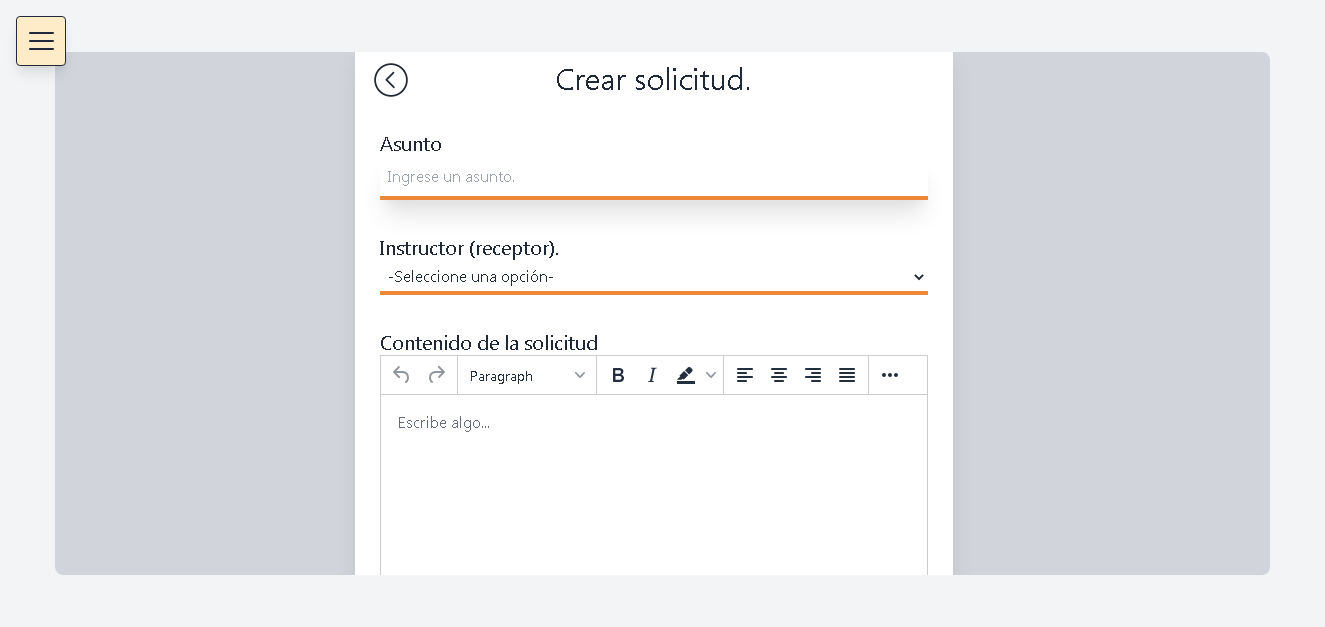 Crear solicitud.
Asunto
Ingrese un asunto.
Instructor (receptor).
-Seleccione una opción-
Contenido de la solicitud
Paragraph B I
Escribe algo...